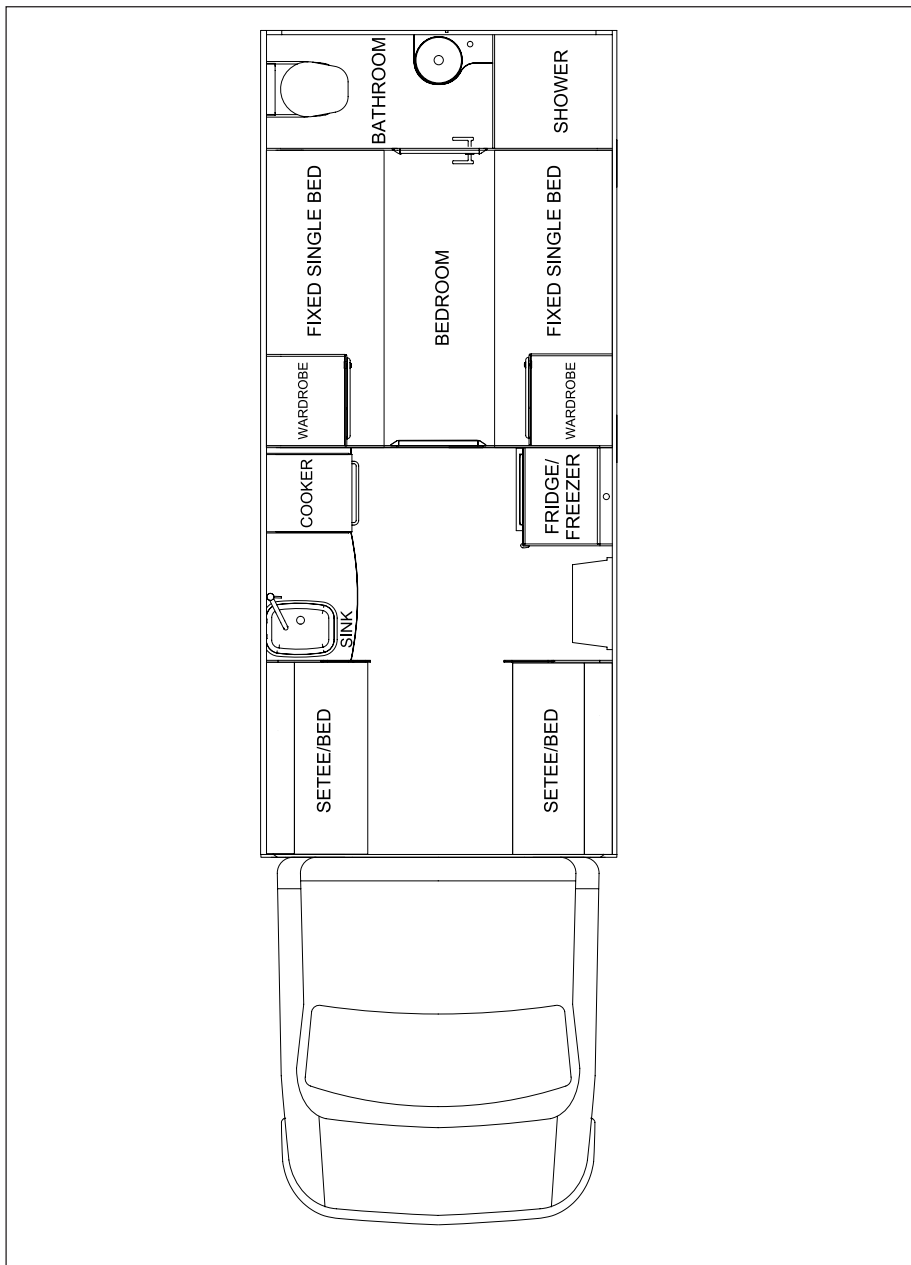 BATHROOM
SHOWER
FIXED SINGLE BED
BEDROOM
FIXED SINGLE BED
WARDROBE
WARDROBE
COOKER
FRIDGE/
FREEZER
SINK
SETEE/BED
SETEE/BED